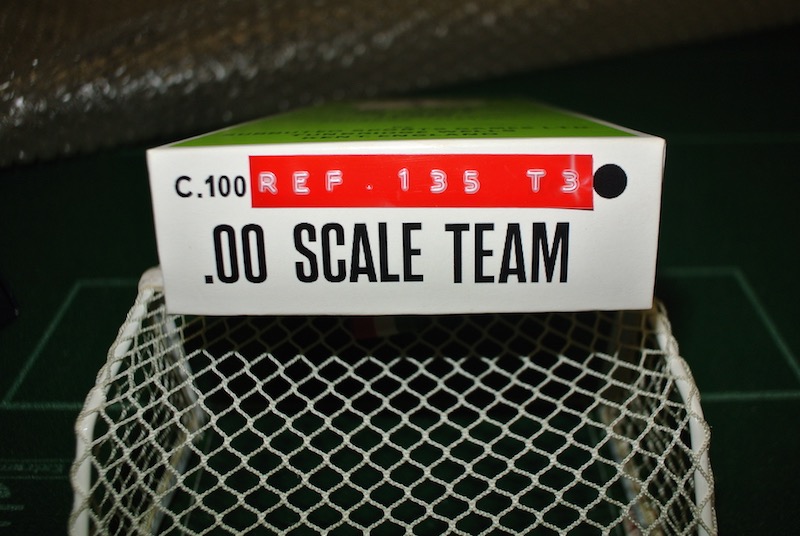 C.100 REF. 135 T3
.00 SCALE TEAM